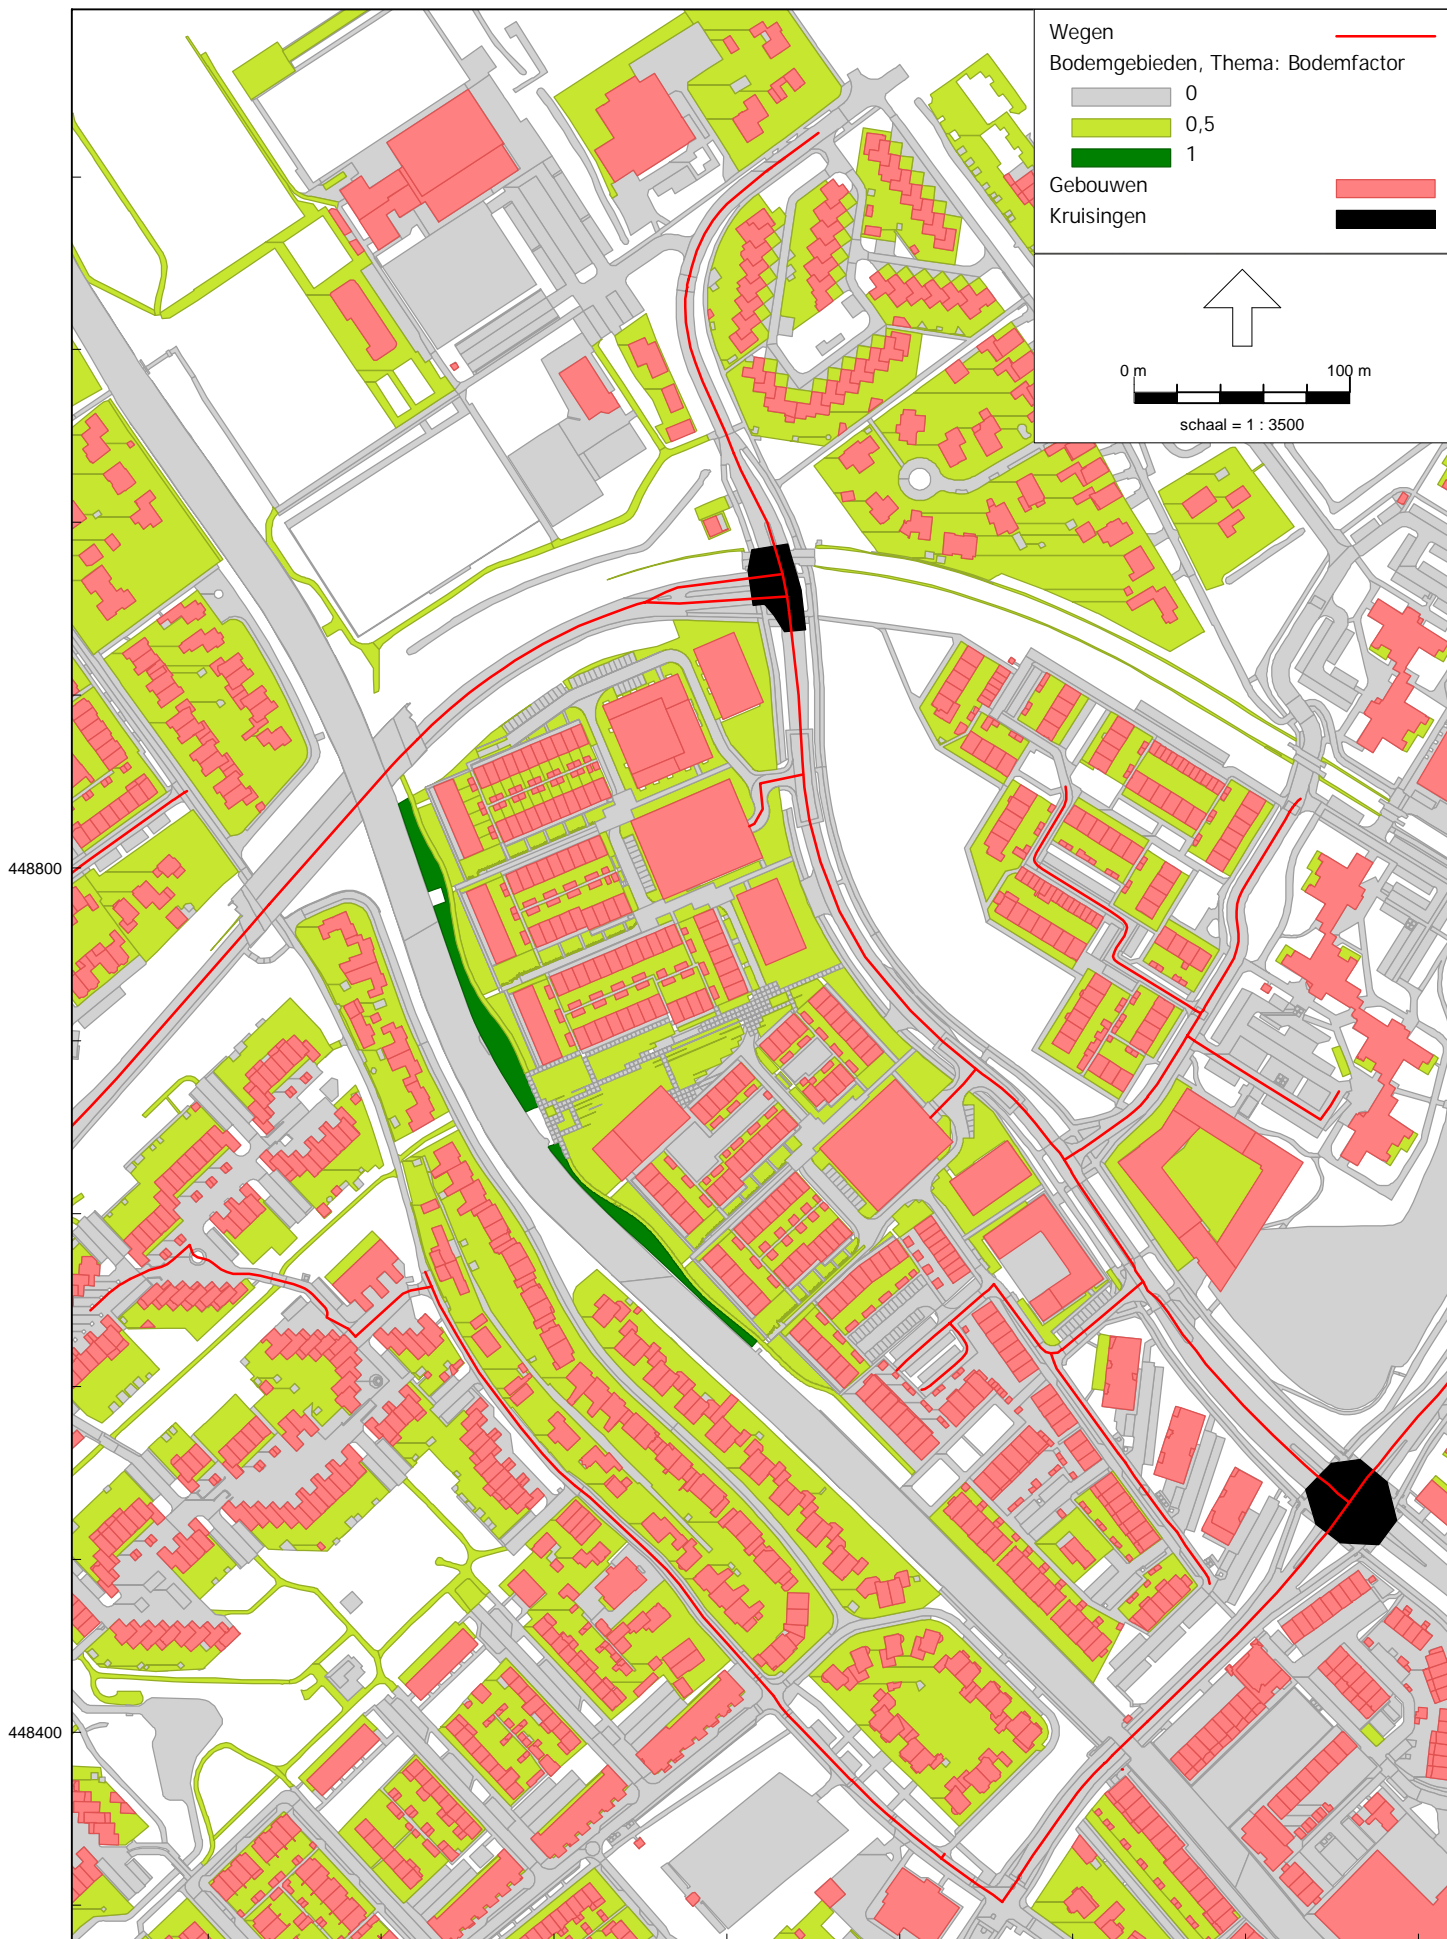 Wegen
Bodemgebieden, Thema: Bodemfactor
0
0,5
1
Gebouwen
Kruisingen
0 m 100 m
schaal = 1 : 3500
448800
448400